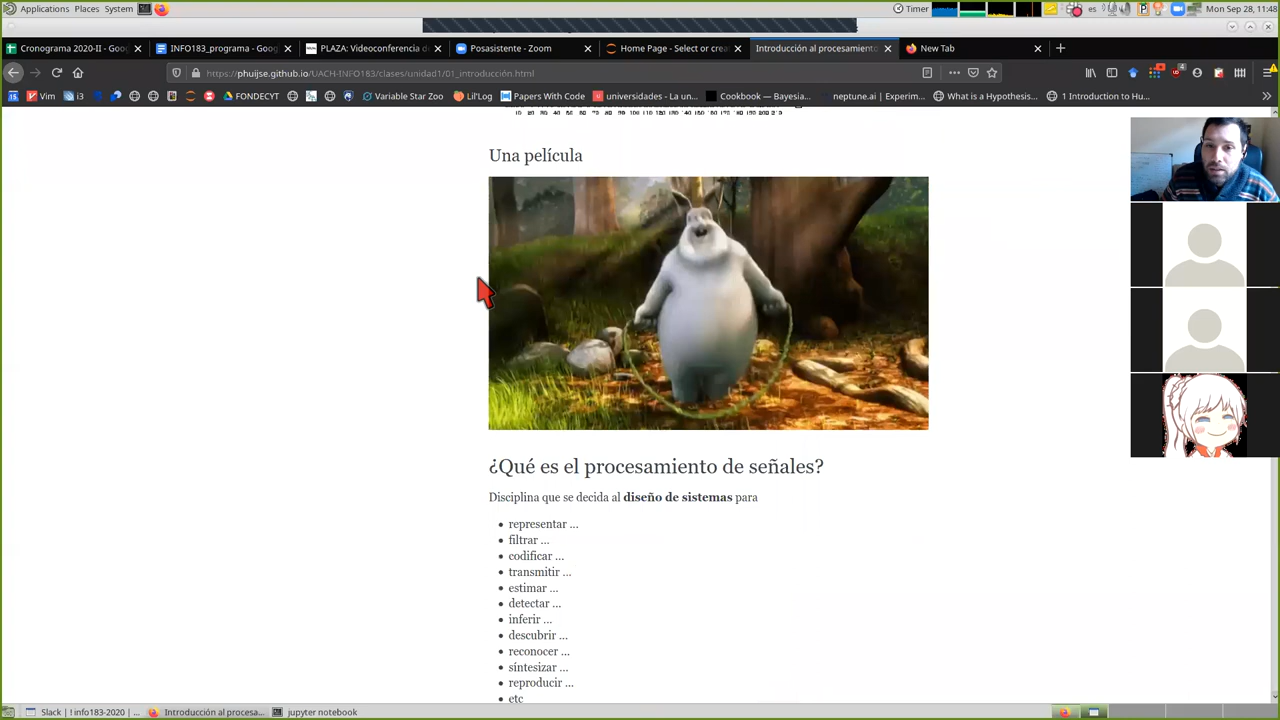 Applications Places System
Timer
es
Mon Sep 28, 11:48
Cronograma 2020-II - Goo
INFO183_programa - Goog
PLAZA: Videoconferencia de
Posasistente - Zoom
Home Page - Select or crea
Introducción al procesamiento
New Tab
https://phuijse.github.io/UACH-INFO183/clases/unidad1/01_introducción.html
Vim
i3
FONDECYT
Variable Star Zoo
Lil'Log
Papers With Code
universidades - La un...
Cookbook — Bayesia...
neptune.ai | Experim...
What is a Hypothesis...
1 Introduction to Hu...
Una película
¿Qué es el procesamiento de señales?
Disciplina que se decida al diseño de sistemas para
representar ...
filtrar ...
codificar ...
transmitir ...
estimar ...
detectar ...
inferir ...
descubrir ...
reconocer ...
síntesizar ...
reproducir ...
etc
Slack | ! info183-2020 | ...
Introducción al procesa...
jupyter notebook